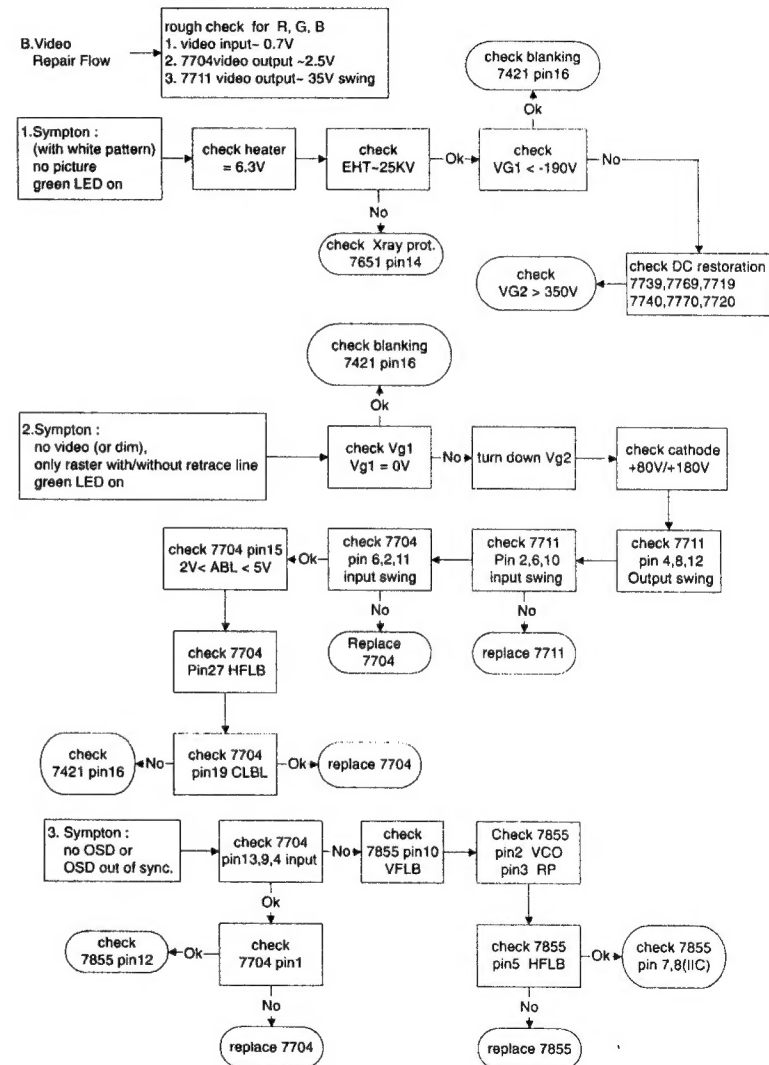 B.Video
Repair Flow
rough check for R, G, B
1. video input~ 0.7V
2. 7704video output ~2.5V
3. 7711 video output~ 35V swing
1.Sympton :
(with white pattern)
no picture
green LED on
check heater
= 6.3V
check
EHT~25KV
Ok
check
VG1 < -190V
Ok
check blanking
7421 pin16
No
check Xray prot.
7651 pin14
No
check DC restoration
7739,7769,7719
7740,7770,7720
check
VG2 > 350V
check blanking
7421 pin16
Ok
2.Sympton :
no video (or dim),
only raster with/without retrace line
green LED on
check Vg1
Vg1 = 0V
No
turn down Vg2
check cathode
+80V/+180V
check 7711
pin 4,8,12
Output swing
check 7711
Pin 2,6,10
input swing
No
replace 7711
check 7704
pin 6,2,11
input swing
No
Replace
7704
Ok
check 7704 pin15
2V< ABL < 5V
check 7704
Pin27 HFLB
check 7704
pin19 CLBL
No
check
7421 pin16
Ok
replace 7704
3. Sympton :
no OSD or
OSD out of sync.
check 7704
pin13,9,4 input
No
check
7855 pin10
VFLB
Check 7855
pin2 VCO
pin3 RP
Ok
check
7704 pin1
Ok
check
7855 pin12
No
replace 7704
check 7855
pin5 HFLB
Ok
check 7855
pin 7,8(IIC)
No
replace 7855